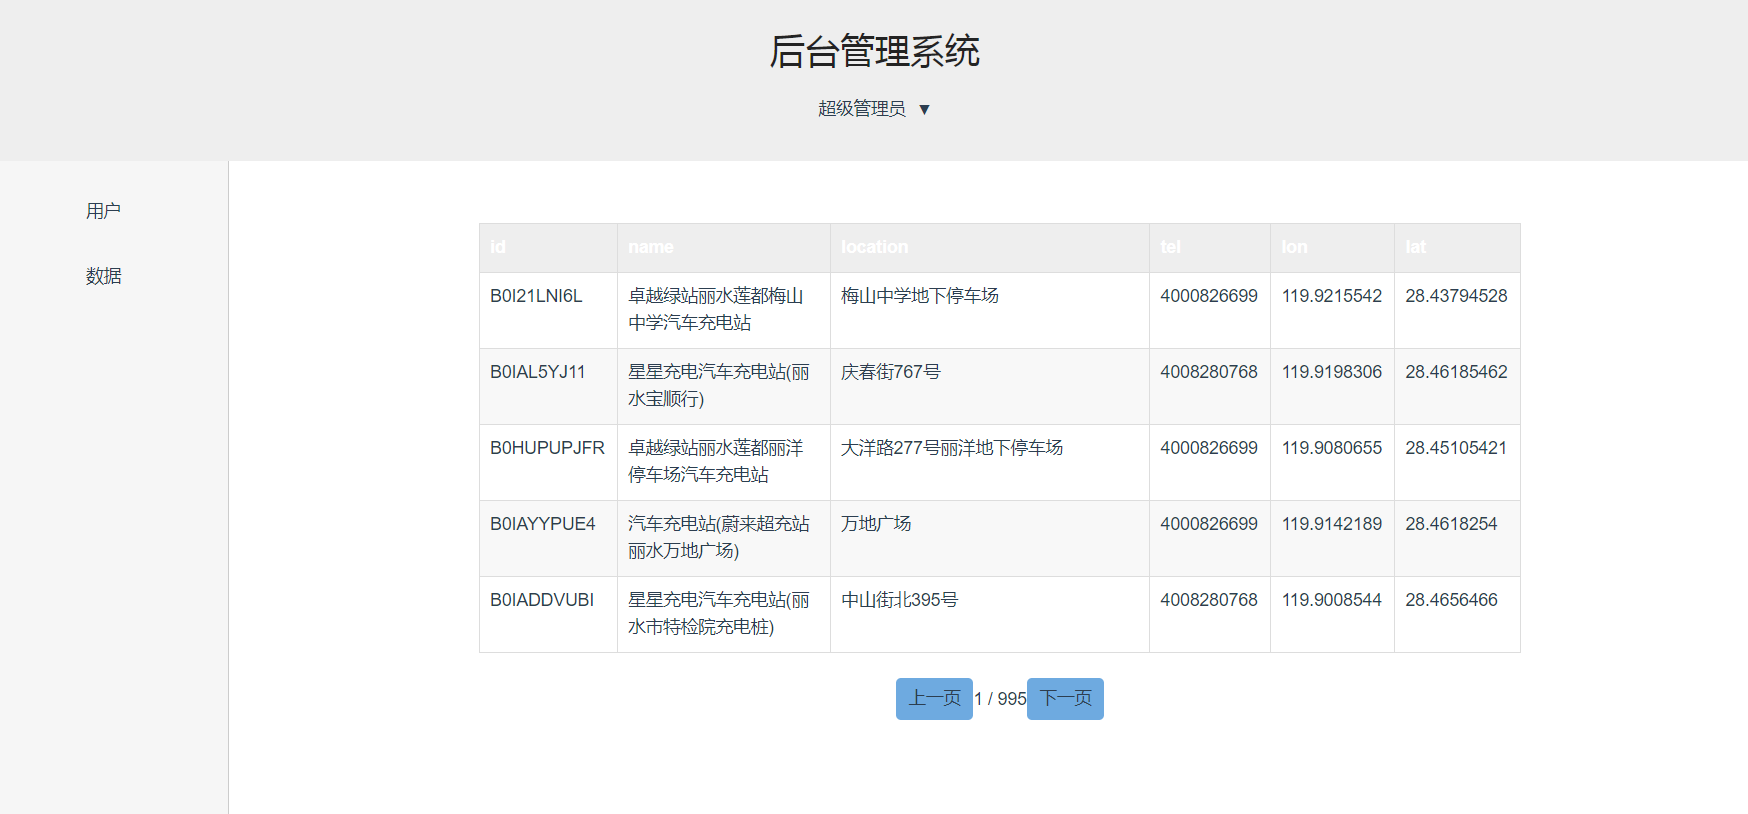 后台管理系统
超级管理员 ▼
用户
数据
id name location tel lon lat
B0I21LNI6L 卓越绿站丽水莲都梅山 梅山中学地下停车场 4000826699 119.9215542 28.43794528
中学汽车充电站
B0IAL5YJ11 星星充电汽车充电站(丽 庆春街767号 4008280768 119.9198306 28.46185462
水宝顺行)
B0HUPUPJFR 卓越绿站丽水莲都丽洋 大洋路277号丽洋地下停车场 4000826699 119.9080655 28.45105421
停车场汽车充电站
B0IAYYPUE4 汽车充电站(蔚来超充站 万地广场 4000826699 119.9142189 28.4618254
丽水万地广场)
B0IADDVUBI 星星充电汽车充电站(丽 中山街北395号 4008280768 119.9008544 28.4656466
水市特检院充电桩)
上一页 1 / 995 下一页